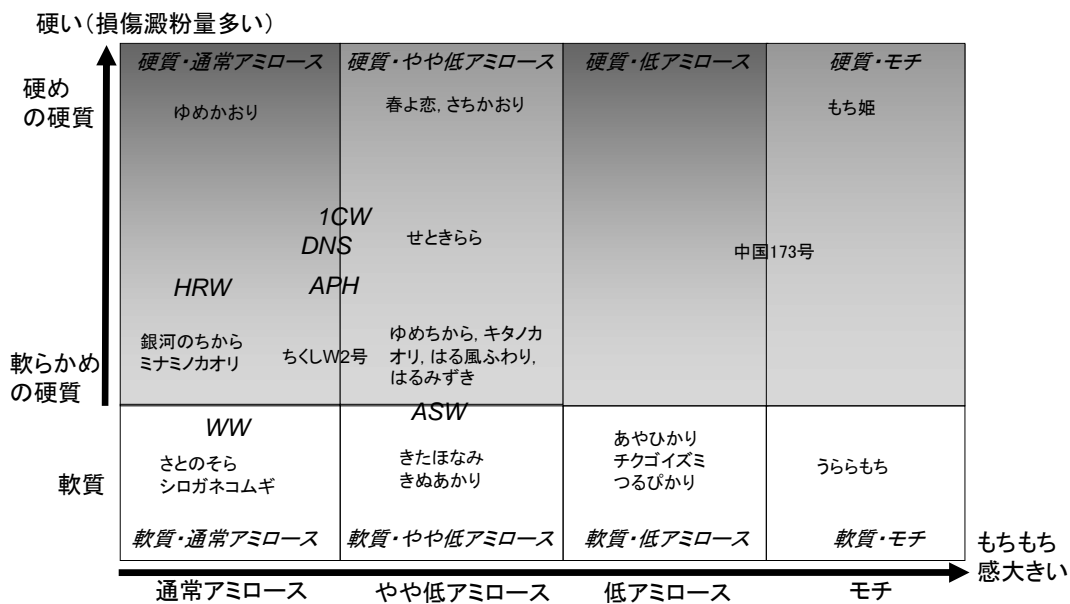 硬い（損傷澱粉量多い）
硬質・通常アミロース
硬質・やや低アミロース
硬質・低アミロース
硬質・モチ
硬め
の硬質
ゆめかおり
春よ恋, さちかおり
もち姫
1CW
DNS
せときらら
中国173号
HRW
APH
銀河のちから
ミナミノカオリ
ちくしW2号
ゆめちから, キタノカ
オリ, はる風ふわり,
はるみずき
軟らかめ
の硬質
ASW
WW
さとのそら
シロガネコムギ
きたほなみ
きぬあかり
あやひかり
チクゴイズミ
つるぴかり
うららもち
軟質
軟質・通常アミロース
軟質・やや低アミロース
軟質・低アミロース
軟質・モチ
もちもち
感大きい
通常アミロース
やや低アミロース
低アミロース
モチ